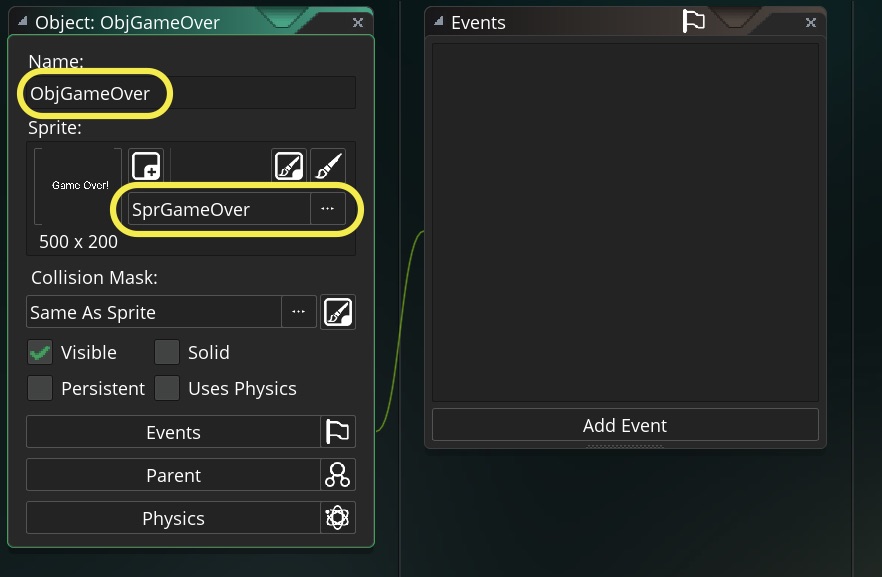 Object: ObjGameOver
Name:
ObjGameOver
Sprite:
Game Over!
SprGameOver ...
500 x 200
Collision Mask:
Same As Sprite ...
Visible Solid
Persistent Uses Physics
Events
Parent
Physics
Events
Add Event